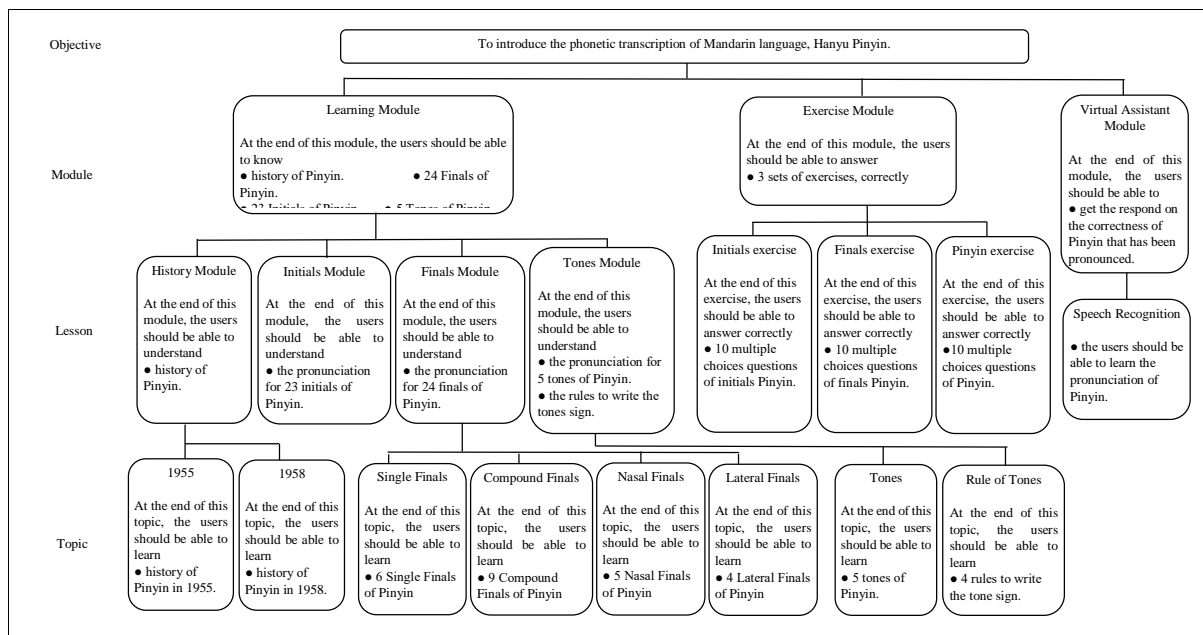 Objective
To introduce the phonetic transcription of Mandarin language, Hanyu Pinyin.
Module
Learning Module
At the end of this module, the users should be able
to know
● history of Pinyin. ● 24 Finals of
Pinyin.
● 23 Initials of Pinyin ● 5 Tones of Pinyin
Exercise Module
At the end of this module, the users
should be able to answer
● 3 sets of exercises, correctly
Virtual Assistant
Module
At the end of this
module, the users
should be able to
● get the respond on
the correctness of
Pinyin that has been
pronounced.
Lesson
History Module
At the end of this
module, the users
should be able to
understand
● history of
Pinyin.
Initials Module
At the end of this
module, the users
should be able to
understand
● the pronunciation
for 23 initials of
Pinyin.
Finals Module
At the end of this
module, the users
should be able to
understand
● the pronunciation
for 24 finals of
Pinyin.
Tones Module
At the end of this
module, the users
should be able to
understand
● the pronunciation for
5 tones of Pinyin.
● the rules to write the
tones sign.
Initials exercise
At the end of this
exercise, the users
should be able to
answer correctly
● 10 multiple
choices questions
of initials Pinyin.
Finals exercise
At the end of this
exercise, the users
should be able to
answer correctly
● 10 multiple
choices questions
of finals Pinyin.
Pinyin exercise
At the end of this
exercise, the users
should be able to
answer correctly
●10 multiple
choices questions
of Pinyin.
Speech Recognition
● the users should be
able to learn the
pronunciation of
Pinyin.
Topic
1955
At the end of this
topic, the users
should be able to
learn
● history of
Pinyin in 1955.
1958
At the end of this
topic, the users
should be able to
learn
● history of
Pinyin in 1958.
Single Finals
At the end of this
topic, the users
should be able to
learn
● 6 Single Finals
of Pinyin
Compound Finals
At the end of this
topic, the users
should be able to
learn
● 9 Compound
Finals of Pinyin
Nasal Finals
At the end of this
topic, the users
should be able to
learn
● 5 Nasal Finals
of Pinyin
Lateral Finals
At the end of this
topic, the users
should be able to
learn
● 4 Lateral Finals
of Pinyin
Tones
At the end of this
topic, the users
should be able to
learn
● 5 tones of
Pinyin.
Rule of Tones
At the end of this
topic, the users
should be able to
learn
● 4 rules to write
the tone sign.